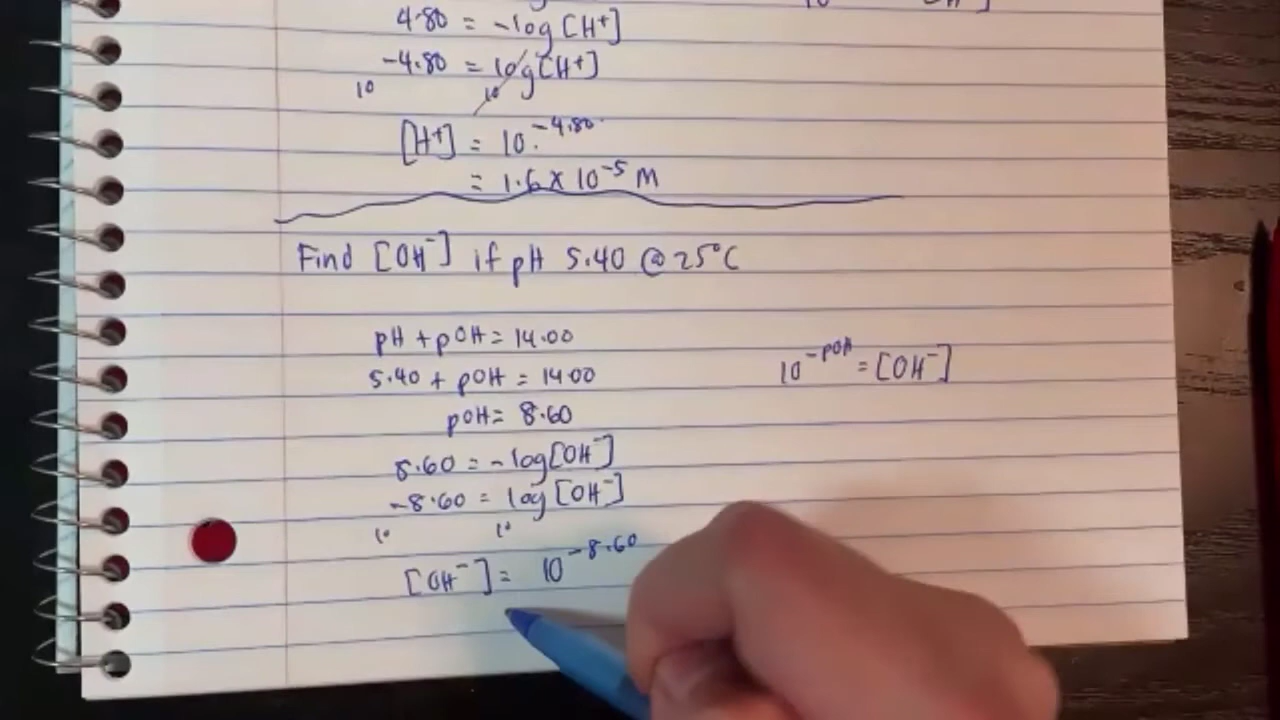 4.80 = -log[H+]
-4.80 = log[H+]
10 10
[H+] = 10^-4.80
= 1.6 x 10^-5 M
Find [OH^-] if pH 5.40 @ 25°C
pH + pOH = 14.00
5.40 + pOH = 14.00
pOH = 8.60
8.60 = -log[OH^-]
-8.60 = log[OH^-]
10 10
[OH^-] = 10^-8.60
10^-pOH = [OH^-]